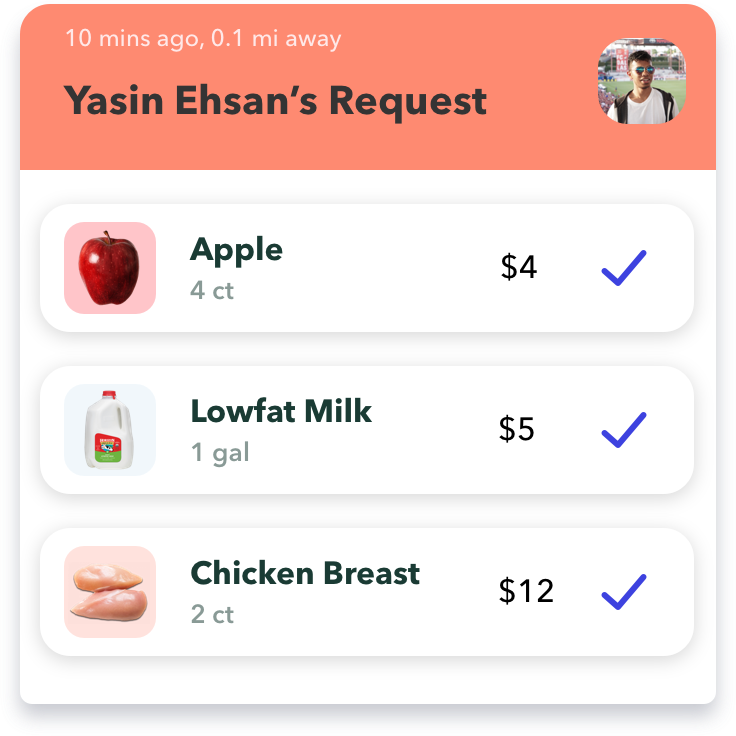 10 mins ago, 0.1 mi away
Yasin Ehsan’s Request
Apple
4 ct
$4
Lowfat Milk
1 gal
$5
Chicken Breast
2 ct
$12